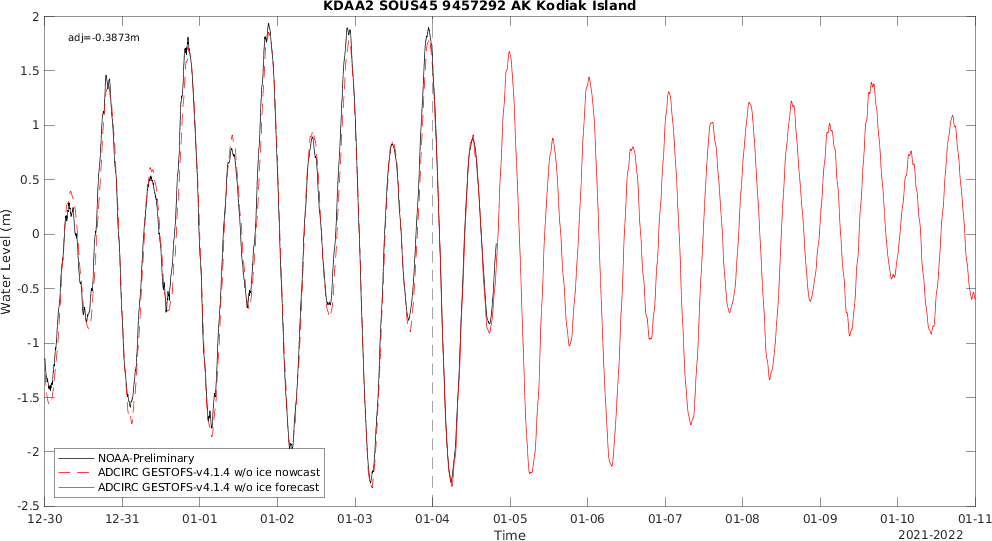 KDAA2 SOUS45 9457292 AK Kodiak Island
adj=-0.3873m
Water Level (m)
2
1.5
1
0.5
0
-0.5
-1
-1.5
-2
-2.5
NOAA-Preliminary
ADCIRC GESTOFS-v4.1.4 w/o ice nowcast
ADCIRC GESTOFS-v4.1.4 w/o ice forecast
12-30 12-31 01-01 01-02 01-03 01-04 01-05 01-06 01-07 01-08 01-09 01-10 01-11
Time
2021-2022